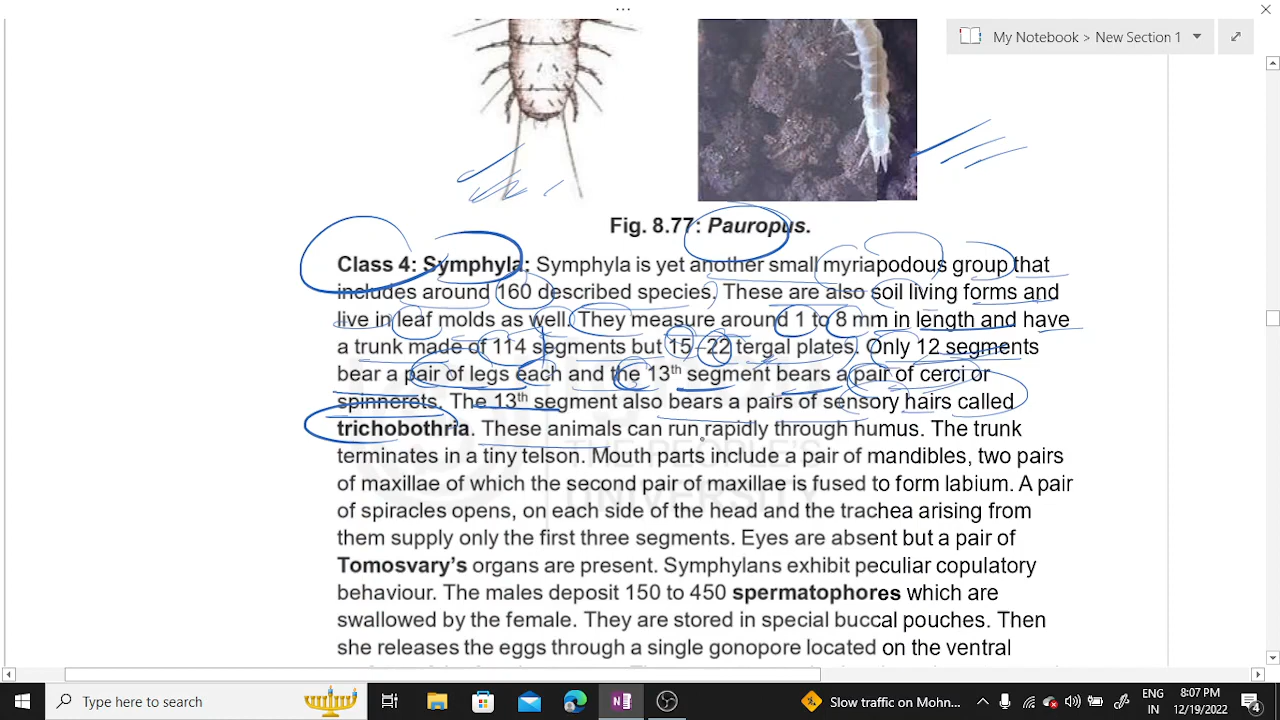 ...
My Notebook > New Section 1
Fig. 8.77: Pauropus.
Class 4: Symphyla: Symphyla is yet another small myriapodous group that
includes around 160 described species. These are also soil living forms and
live in leaf molds as well. They measure around 1 to 8 mm in length and have
a trunk made of 114 segments but 15–22 tergal plates. Only 12 segments
bear a pair of legs each and the 13th segment bears a pair of cerci or
spinnerets. The 13th segment also bears a pairs of sensory hairs called
trichobothria. These animals can run rapidly through humus. The trunk
terminates in a tiny telson. Mouth parts include a pair of mandibles, two pairs
of maxillae of which the second pair of maxillae is fused to form labium. A pair
of spiracles opens, on each side of the head and the trachea arising from
them supply only the first three segments. Eyes are absent but a pair of
Tomosvary's organs are present. Symphylans exhibit peculiar copulatory
behaviour. The males deposit 150 to 450 spermatophores which are
swallowed by the female. They are stored in special buccal pouches. Then
she releases the eggs through a single gonopore located on the ventral
THE PEOPLE'S
UNIVERSITY
Type here to search
Slow traffic on Mohn...
ENG
IN
8:07 PM
12/19/2022
4